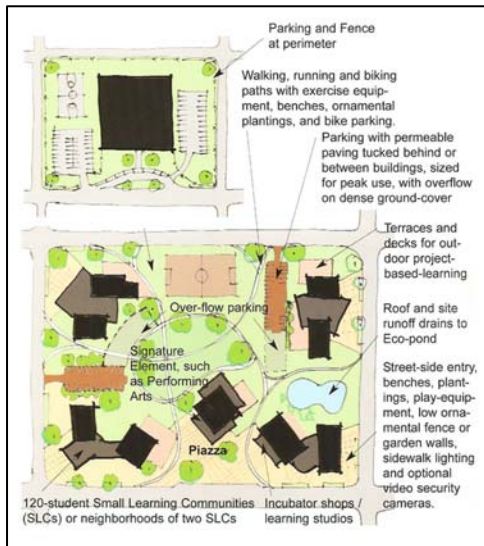 Parking and Fence
at perimeter
Walking, running and biking
paths with exercise equip-
ment, benches, ornamental
plantings, and bike parking.
Parking with permeable
paving tucked behind or
between buildings, sized
for peak use, with overflow
on dense ground-cover
Terraces and
decks for out-
door project-
based-learning
Over-flow parking
Roof and site
runoff drains to
Eco-pond
Signature
Element, such
as Performing
Arts
Street-side entry,
benches, plant-
ings, play-equip-
ment, low orna-
mental fence or
garden walls,
sidewalk lighting
and optional
video security
cameras.
Piazza
120-student Small Learning Communities
(SLCs) or neighborhoods of two SLCs
Incubator shops /
learning studios